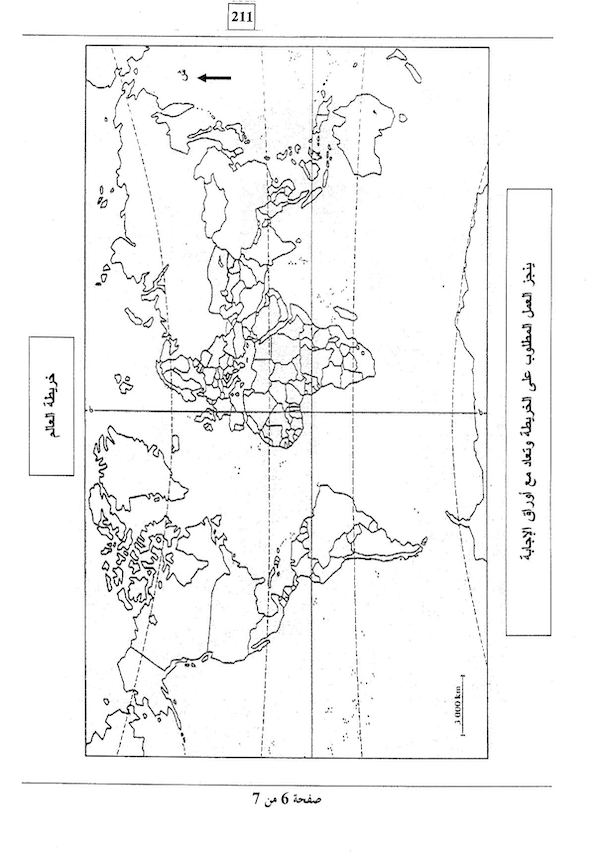 211
ينجز العمل المطلوب على الخريطة وتعاد مع أوراق الإجابة
خريطة العالم
ش
0°
0°
3 000 km
صفحة 6 من 7